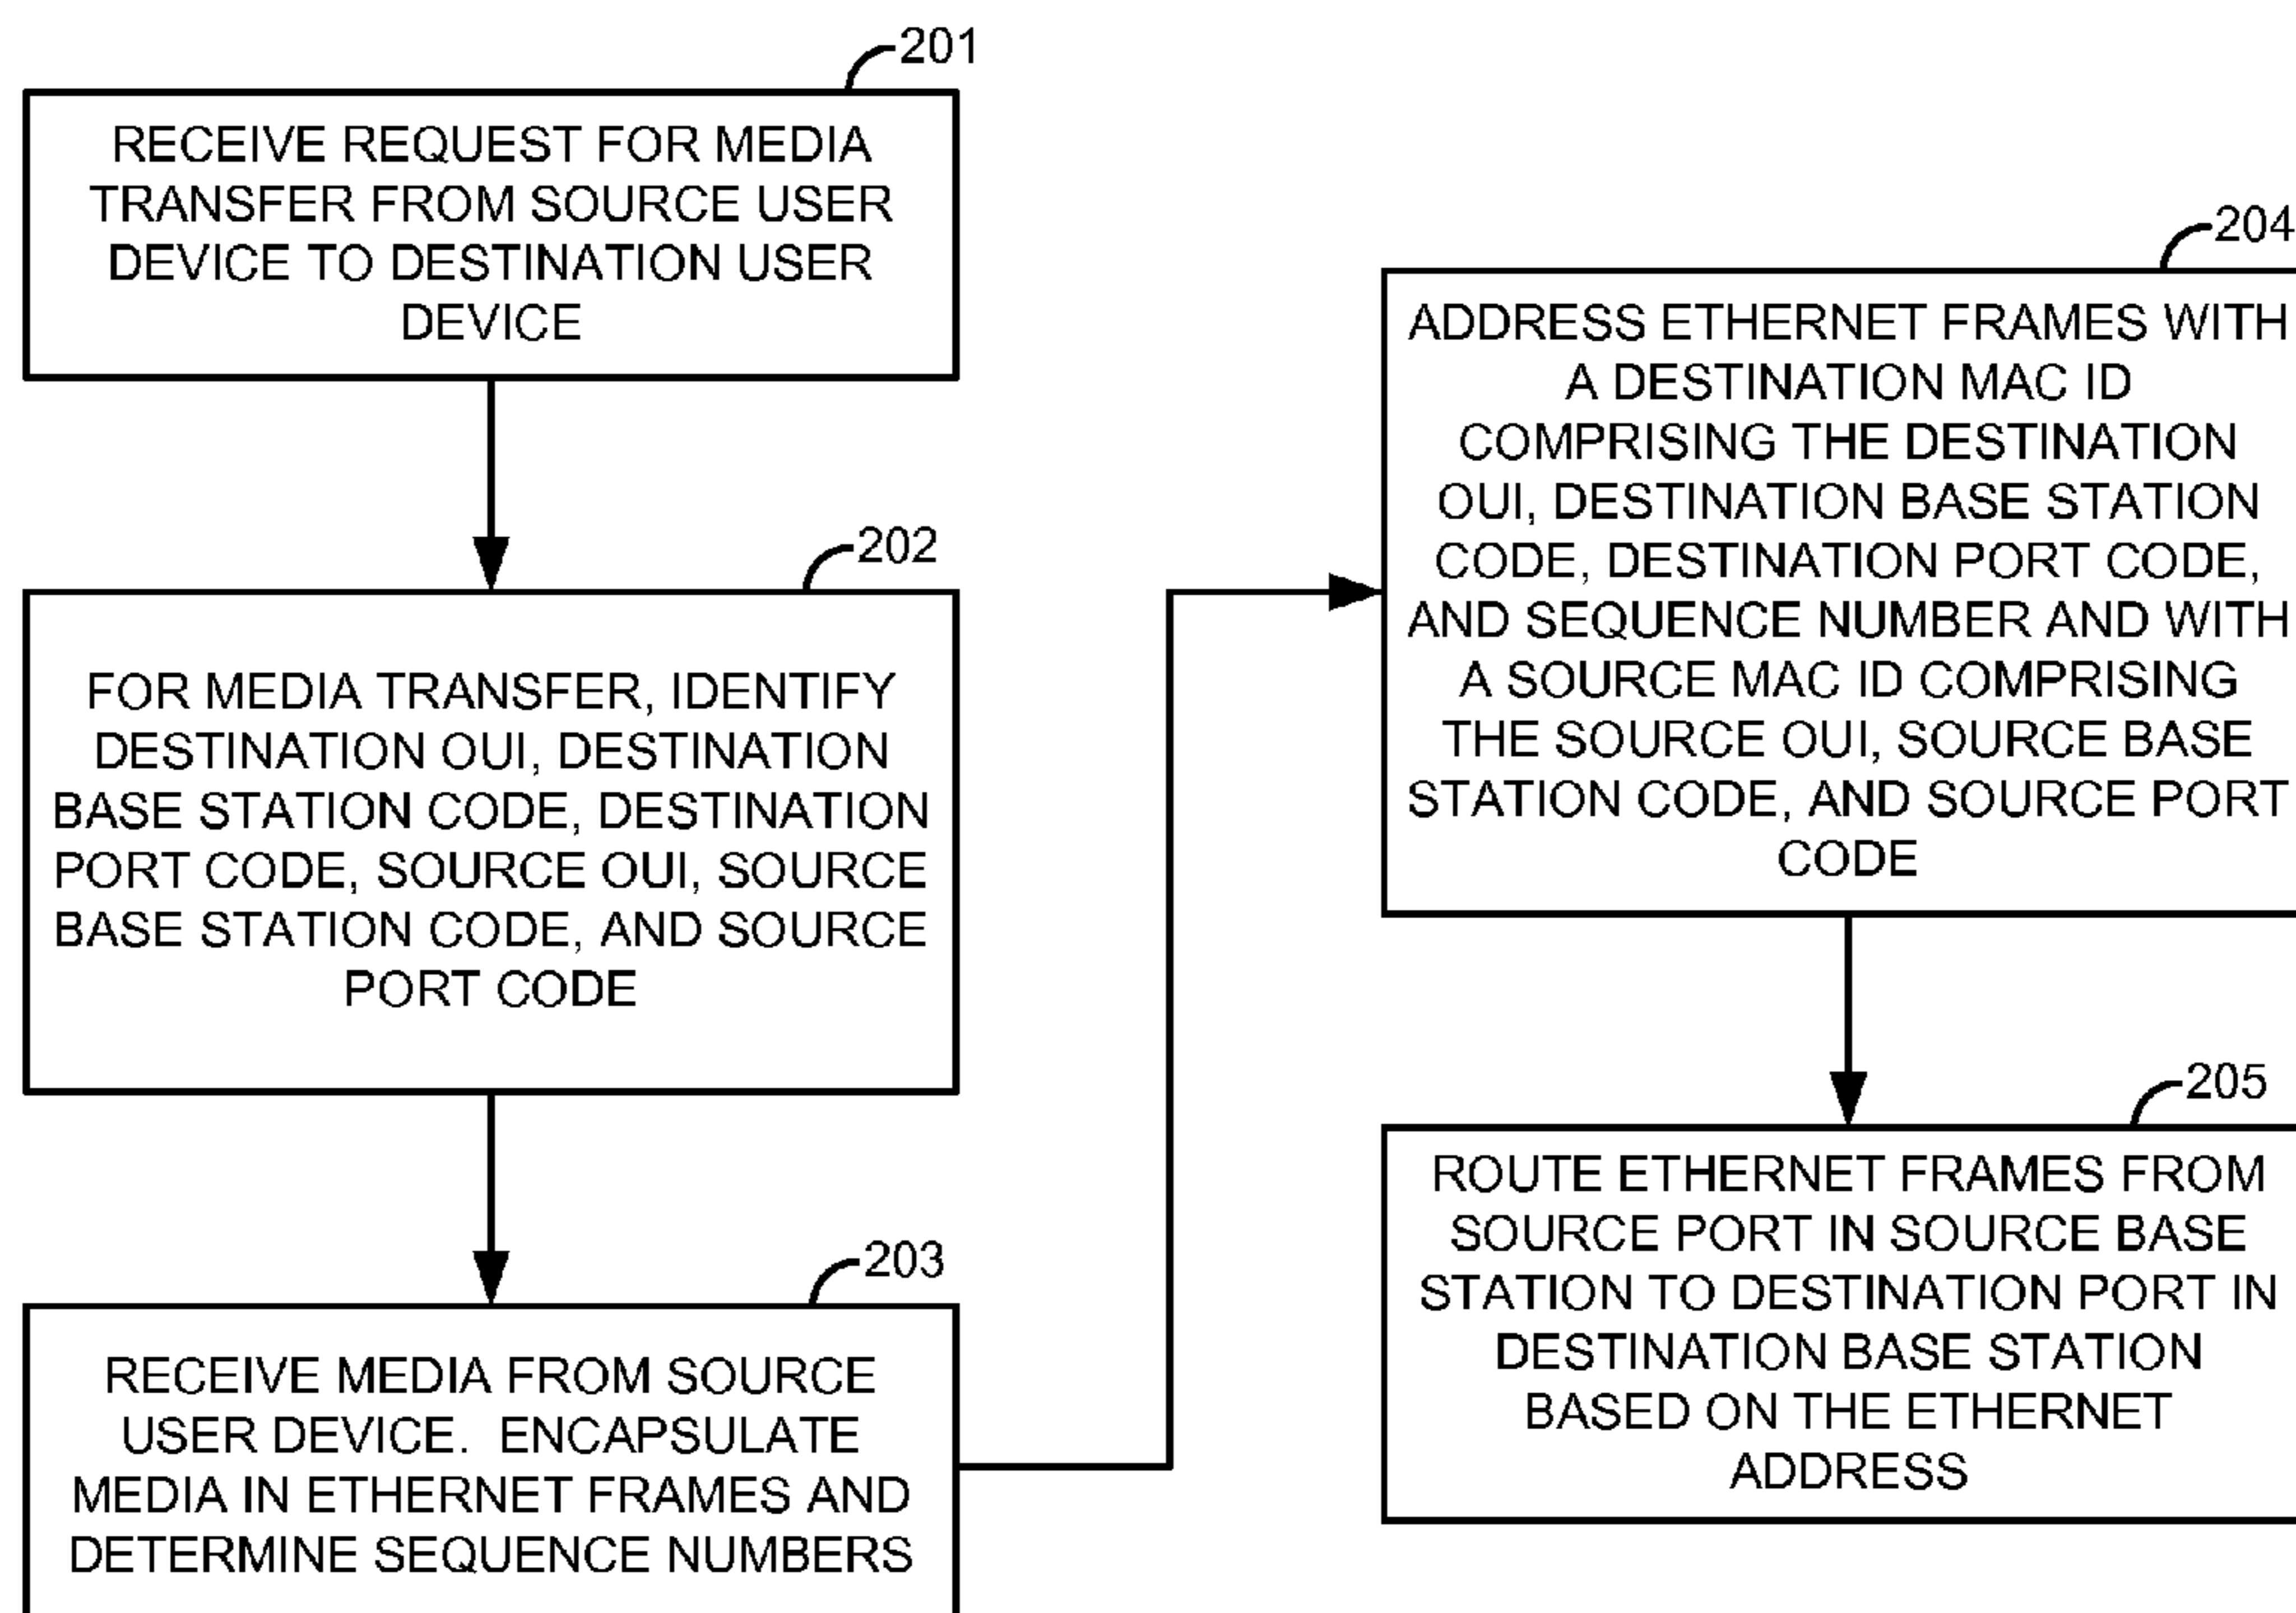 201
RECEIVE REQUEST FOR MEDIA
TRANSFER FROM SOURCE USER
DEVICE TO DESTINATION USER
DEVICE
202
FOR MEDIA TRANSFER, IDENTIFY
DESTINATION OUI, DESTINATION
BASE STATION CODE, DESTINATION
PORT CODE, SOURCE OUI, SOURCE
BASE STATION CODE, AND SOURCE
PORT CODE
203
RECEIVE MEDIA FROM SOURCE
USER DEVICE.  ENCAPSULATE
MEDIA IN ETHERNET FRAMES AND
DETERMINE SEQUENCE NUMBERS
204
ADDRESS ETHERNET FRAMES WITH
A DESTINATION MAC ID
COMPRISING THE DESTINATION
OUI, DESTINATION BASE STATION
CODE, DESTINATION PORT CODE,
AND SEQUENCE NUMBER AND WITH
A SOURCE MAC ID COMPRISING
THE SOURCE OUI, SOURCE BASE
STATION CODE, AND SOURCE PORT
CODE
205
ROUTE ETHERNET FRAMES FROM
SOURCE PORT IN SOURCE BASE
STATION TO DESTINATION PORT IN
DESTINATION BASE STATION
BASED ON THE ETHERNET
ADDRESS